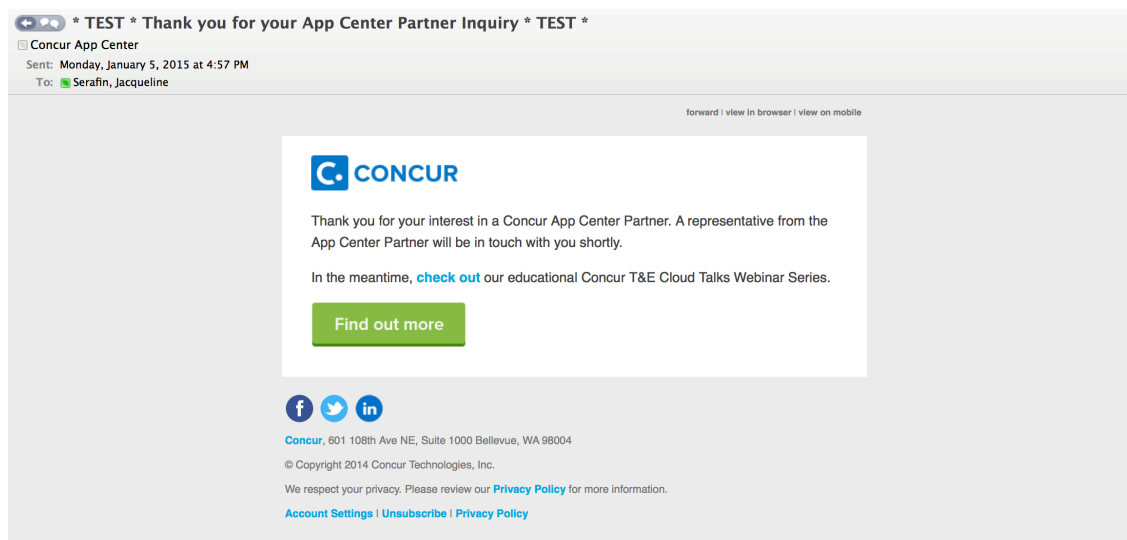 * TEST * Thank you for your App Center Partner Inquiry * TEST *
Concur App Center
Sent: Monday, January 5, 2015 at 4:57 PM
To: Serafin, Jacqueline
forward | view in browser | view on mobile
C. CONCUR
Thank you for your interest in a Concur App Center Partner. A representative from the
App Center Partner will be in touch with you shortly.
In the meantime, check out our educational Concur T&E Cloud Talks Webinar Series.
Find out more
f in
Concur, 601 108th Ave NE, Suite 1000 Bellevue, WA 98004
© Copyright 2014 Concur Technologies, Inc.
We respect your privacy. Please review our Privacy Policy for more information.
Account Settings | Unsubscribe | Privacy Policy